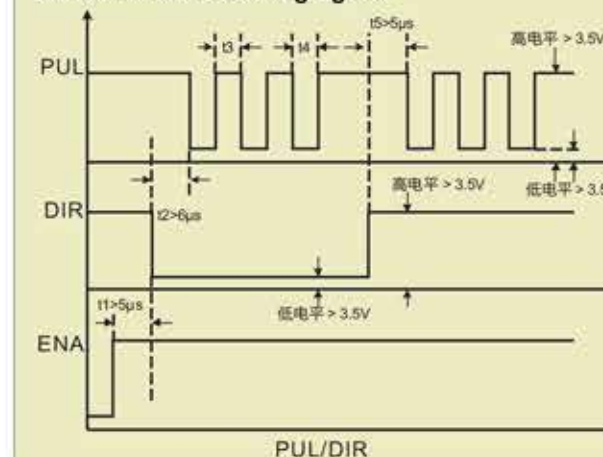 t5>5μs
t3
t4
高电平 > 3.5V
PUL
高电平 > 3.5V
低电平 > 3.5
DIR
t2>6μs
t1>5μs
低电平 > 3.5V
ENA
PUL/DIR